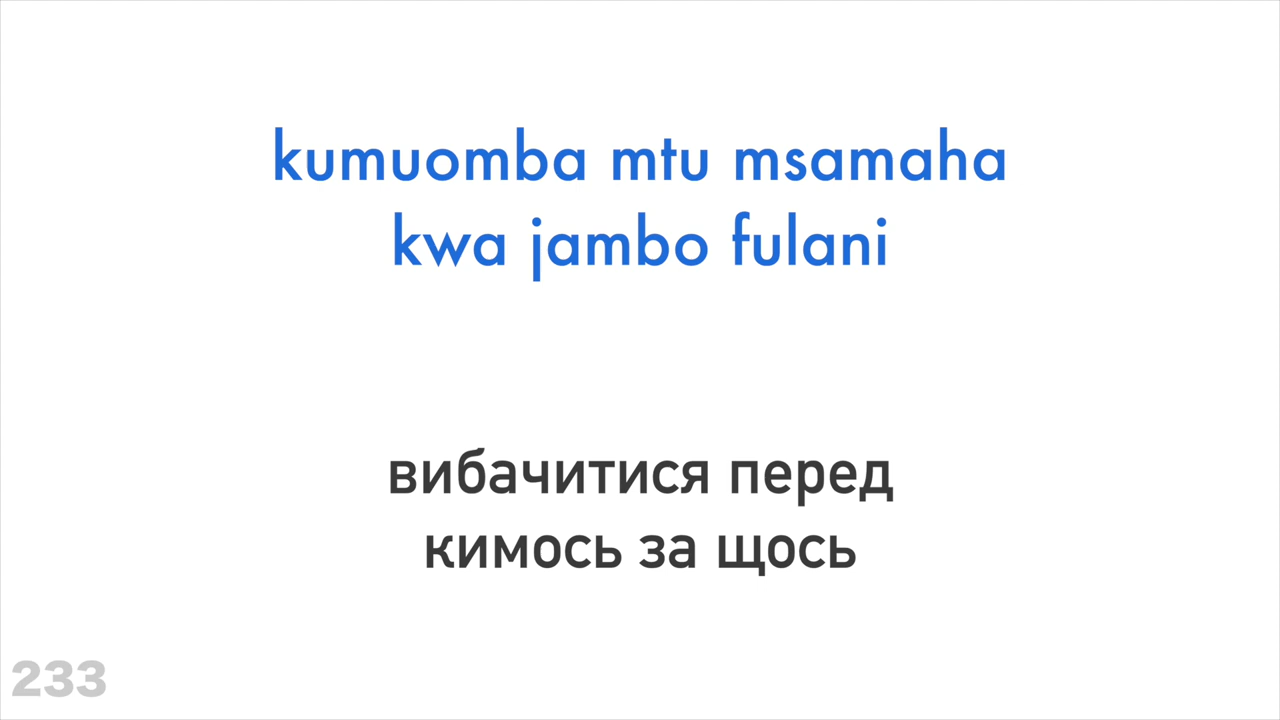 kumuomba mtu msamaha
kwa jambo fulani
вибачитися перед
кимось за щось
233